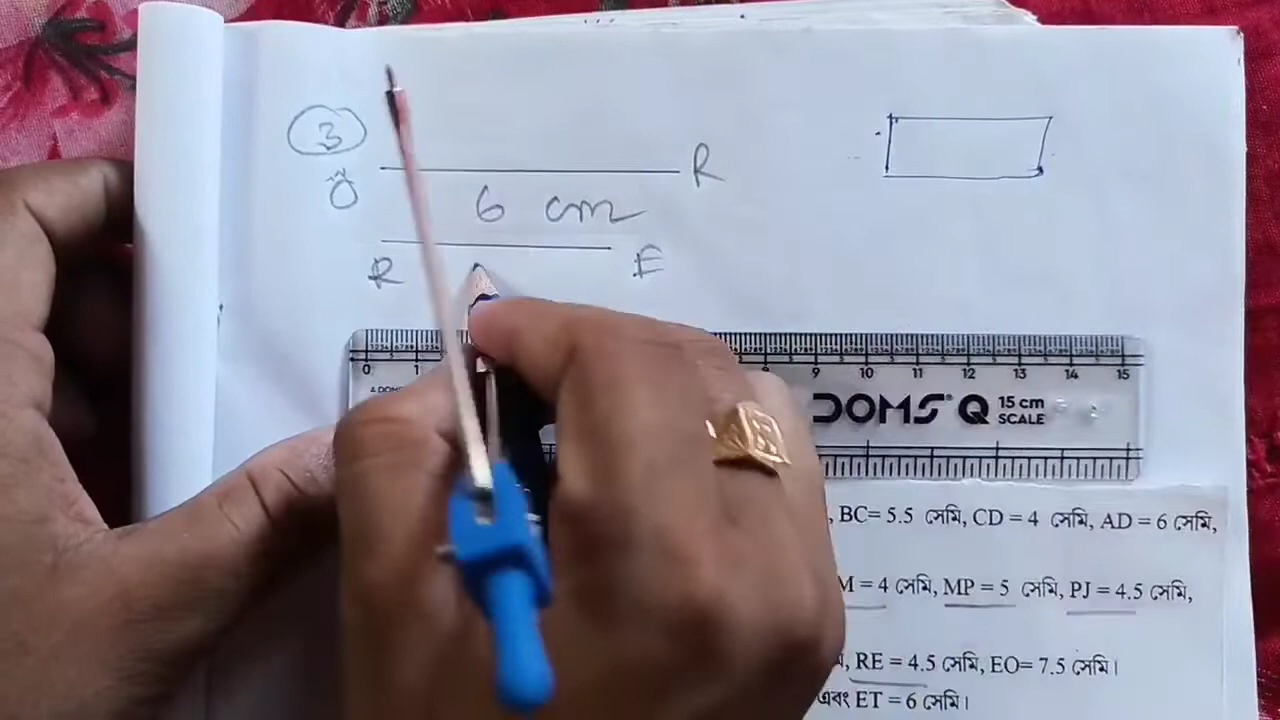 3
O R
6 cm
R E
0 1 9 10 11 12 13 14 15
DOMS Q 15 cm
SCALE
, BC= 5.5 সেমি, CD = 4 সেমি, AD = 6 সেমি,
M = 4 সেমি, MP = 5 সেমি, PJ = 4.5 সেমি,
, RE = 4.5 সেমি, EO= 7.5 সেমি।
এবং ET = 6 সেমি।